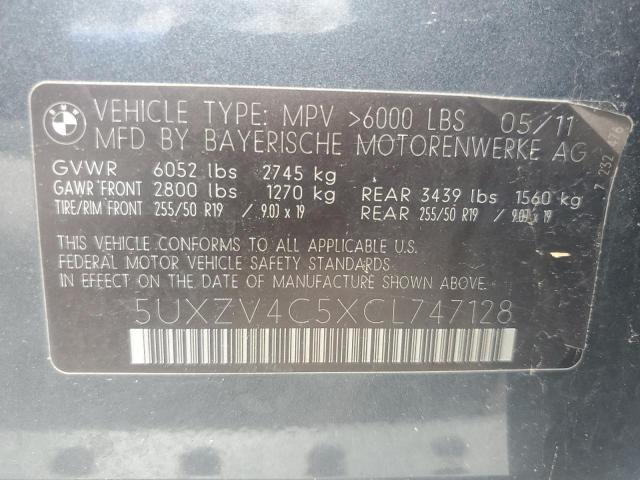 BMW
VEHICLE TYPE: MPV >6000 LBS 05/11
MFD BY BAYERISCHE MOTORENWERKE AG
GVWR 6052 lbs 2745 kg
GAWR FRONT 2800 lbs 1270 kg REAR 3439 lbs 1560 kg
TIRE/RIM FRONT 255/50 R19 / 9.0J x 19 REAR 255/50 R19 / 9.0J x 19
THIS VEHICLE CONFORMS TO ALL APPLICABLE U.S.
FEDERAL MOTOR VEHICLE SAFETY STANDARDS
IN EFFECT ON THE DATE OF MANUFACTURE SHOWN ABOVE.
5UXZV4C5XCL747128
7 232